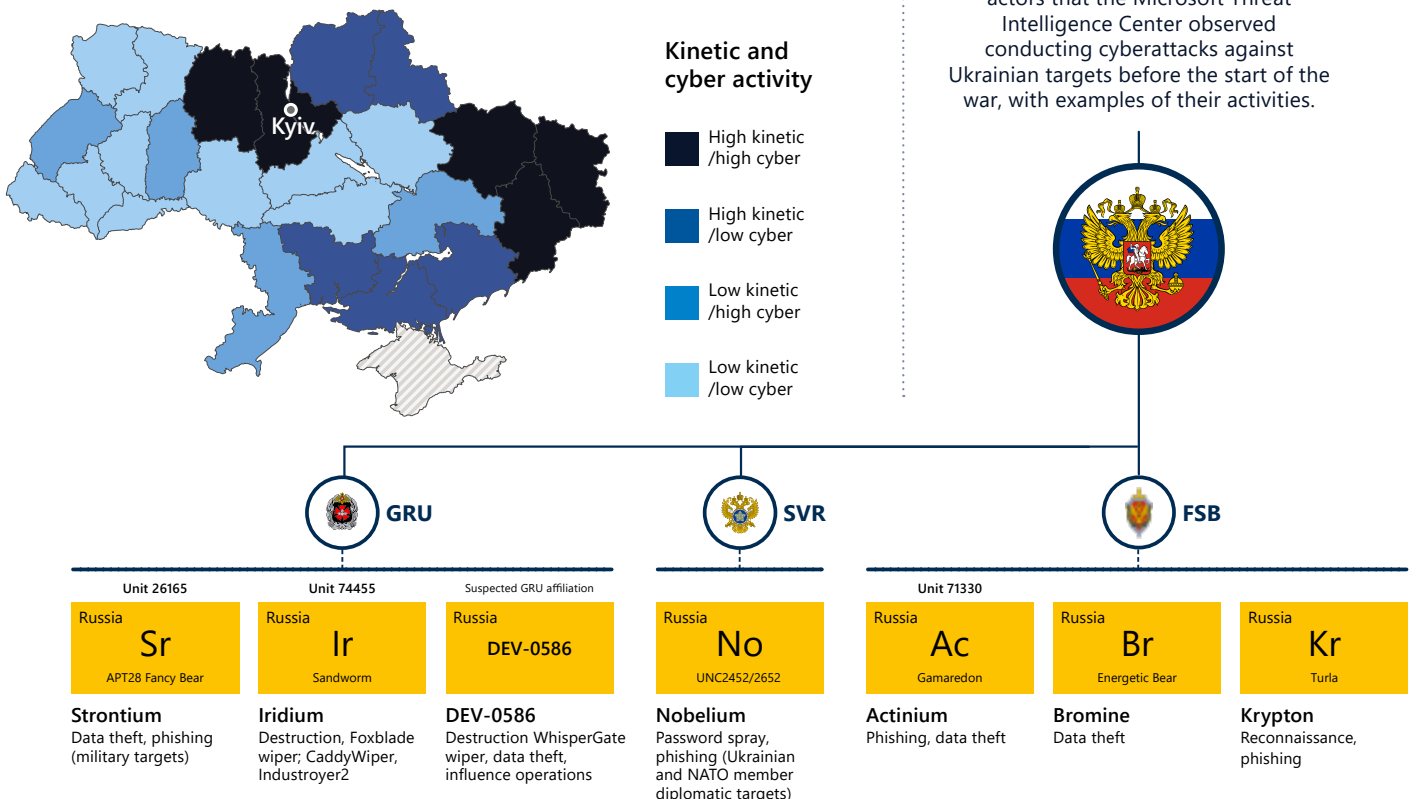 Kyiv
Kinetic and
cyber activity
High kinetic
/high cyber
High kinetic
/low cyber
Low kinetic
/high cyber
Low kinetic
/low cyber
actors that the Microsoft Threat
Intelligence Center observed
conducting cyberattacks against
Ukrainian targets before the start of the
war, with examples of their activities.
GRU
SVR
FSB
Unit 26165
Russia
Sr
APT28 Fancy Bear
Strontium
Data theft, phishing
(military targets)
Unit 74455
Russia
Ir
Sandworm
Iridium
Destruction, Foxblade
wiper; CaddyWiper,
Industroyer2
Suspected GRU affiliation
Russia
DEV-0586
DEV-0586
Destruction WhisperGate
wiper, data theft,
influence operations
Russia
No
UNC2452/2652
Nobelium
Password spray,
phishing (Ukrainian
and NATO member
diplomatic targets)
Unit 71330
Russia
Ac
Gamaredon
Actinium
Phishing, data theft
Russia
Br
Energetic Bear
Bromine
Data theft
Russia
Kr
Turla
Krypton
Reconnaissance,
phishing